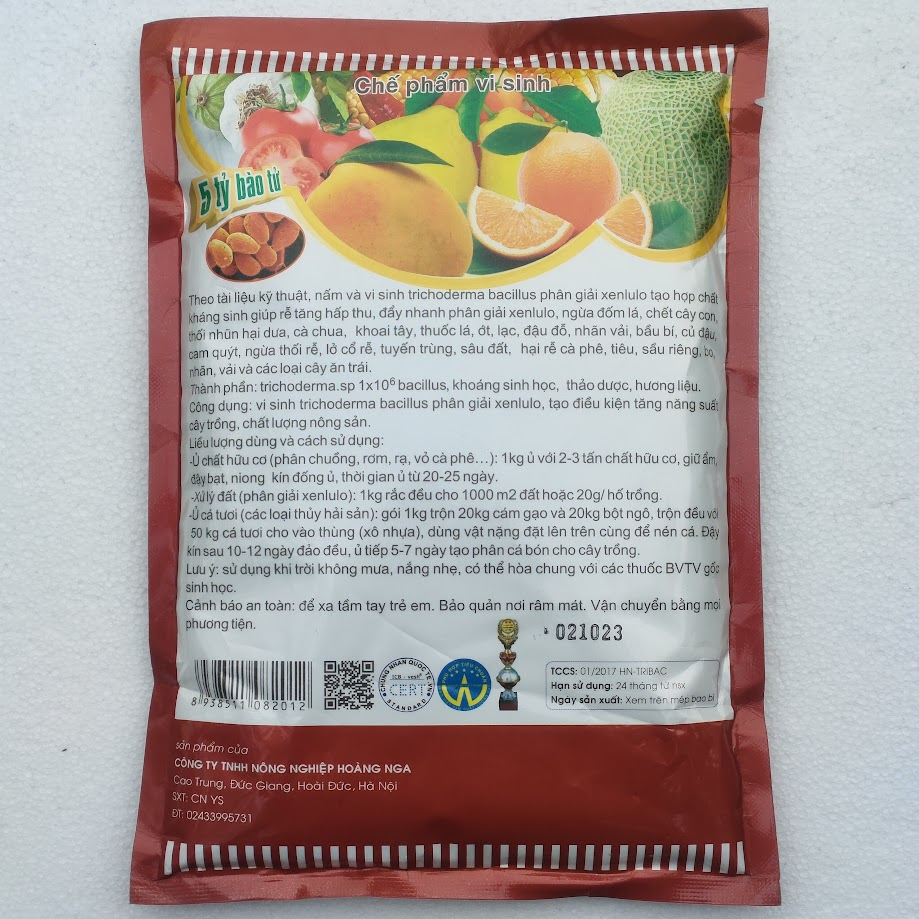 Chế phẩm vi sinh
5 tỷ bào tử
Theo tài liệu kỹ thuật, nấm và vi sinh trichoderma bacillus phân giải xenlulo tạo hợp chất
kháng sinh giúp rễ tăng hấp thu, đẩy nhanh phân giải xenlulo, ngừa đốm lá, chết cây con,
thối nhũn hại dưa, cà chua, khoai tây, thuốc lá, ớt, lạc, đậu đỗ, nhãn vải, bầu bí, củ đậu,
cam quýt, ngừa thối rễ, lở cổ rễ, tuyến trùng, sâu đất, hại rễ cà phê, tiêu, sầu riêng, bơ,
nhãn, vải và các loại cây ăn trái.
Thành phần: trichoderma.sp 1x10⁶ bacillus, khoáng sinh học, thảo dược, hương liệu.
Công dụng: vi sinh trichoderma bacillus phân giải xenlulo, tạo điều kiện tăng năng suất
cây trồng, chất lượng nông sản.
Liều lượng dùng và cách sử dụng:
-Ủ chất hữu cơ (phân chuồng, rơm, rạ, vỏ cà phê...): 1kg ủ với 2-3 tấn chất hữu cơ, giữ ẩm,
đậy bạt, niong kín đống ủ, thời gian ủ từ 20-25 ngày.
-Xử lý đất (phân giải xenlulo): 1kg rắc đều cho 1000 m2 đất hoặc 20g/ hố trồng.
-Ủ cá tươi (các loại thủy hải sản): gói 1kg trộn 20kg cám gạo và 20kg bột ngô, trộn đều với
50 kg cá tươi cho vào thùng (xô nhựa), dùng vật nặng đặt lên trên cùng để nén cá. Đậy
kín sau 10-12 ngày đảo đều, ủ tiếp 5-7 ngày tạo phân cá bón cho cây trồng.
Lưu ý: sử dụng khi trời không mưa, nắng nhẹ, có thể hòa chung với các thuốc BVTV gốc
sinh học.
Cảnh báo an toàn: để xa tầm tay trẻ em. Bảo quản nơi râm mát. Vận chuyển bằng mọi
phương tiện.
021023
CHỨNG NHẬN QUỐC TẾ
CERT
STANDARD
TCCS: 01/2017 HN-TRIBAC
Hạn sử dụng: 24 tháng từ nsx
Ngày sản xuất: Xem trên mép bao bì
8 938511 082012
sản phẩm của
CÔNG TY TNHH NÔNG NGHIỆP HOÀNG NGA
Cao Trung, Đức Giang, Hoài Đức, Hà Nội
SXT: CN YS
ĐT: 02433995731